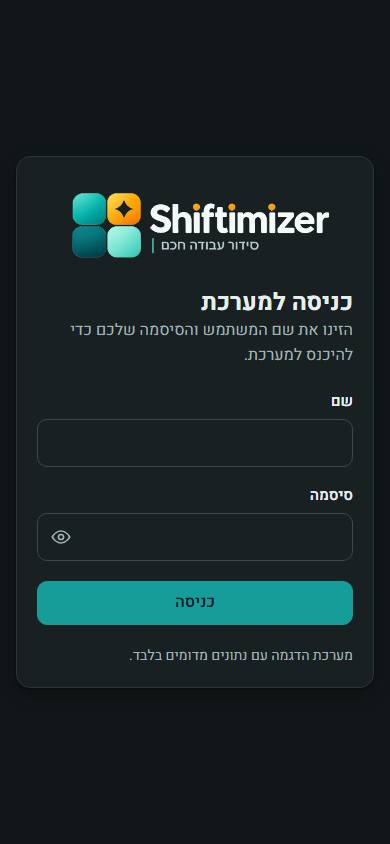 Shiftimizer
סידור עבודה חכם |
כניסה למערכת
הזינו את שם המשתמש והסיסמה שלכם כדי
להיכנס למערכת.
שם
סיסמה
כניסה
מערכת הדגמה עם נתונים מדומים בלבד.